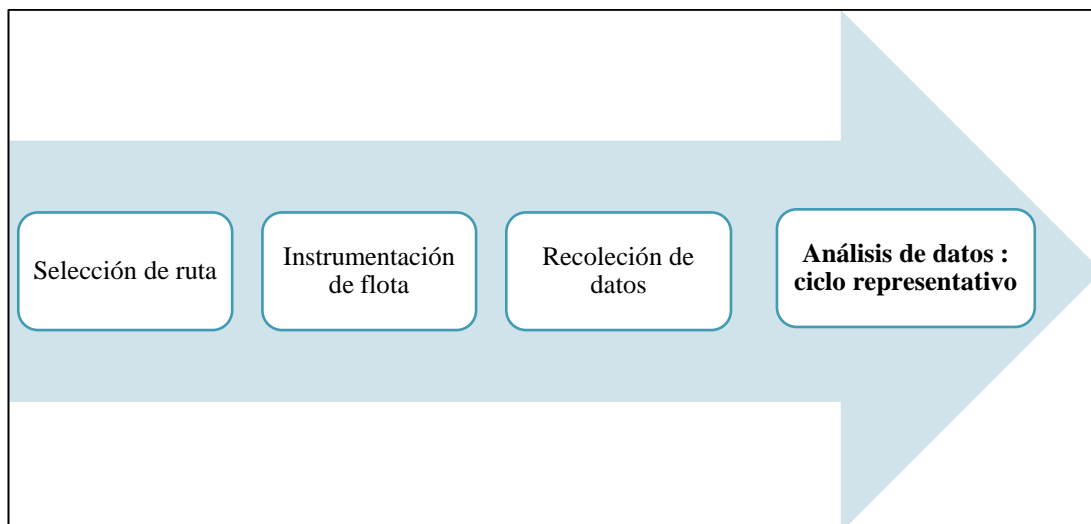 Selección de ruta
Instrumentación
de flota
Recoleción de
datos
Análisis de datos :
ciclo representativo